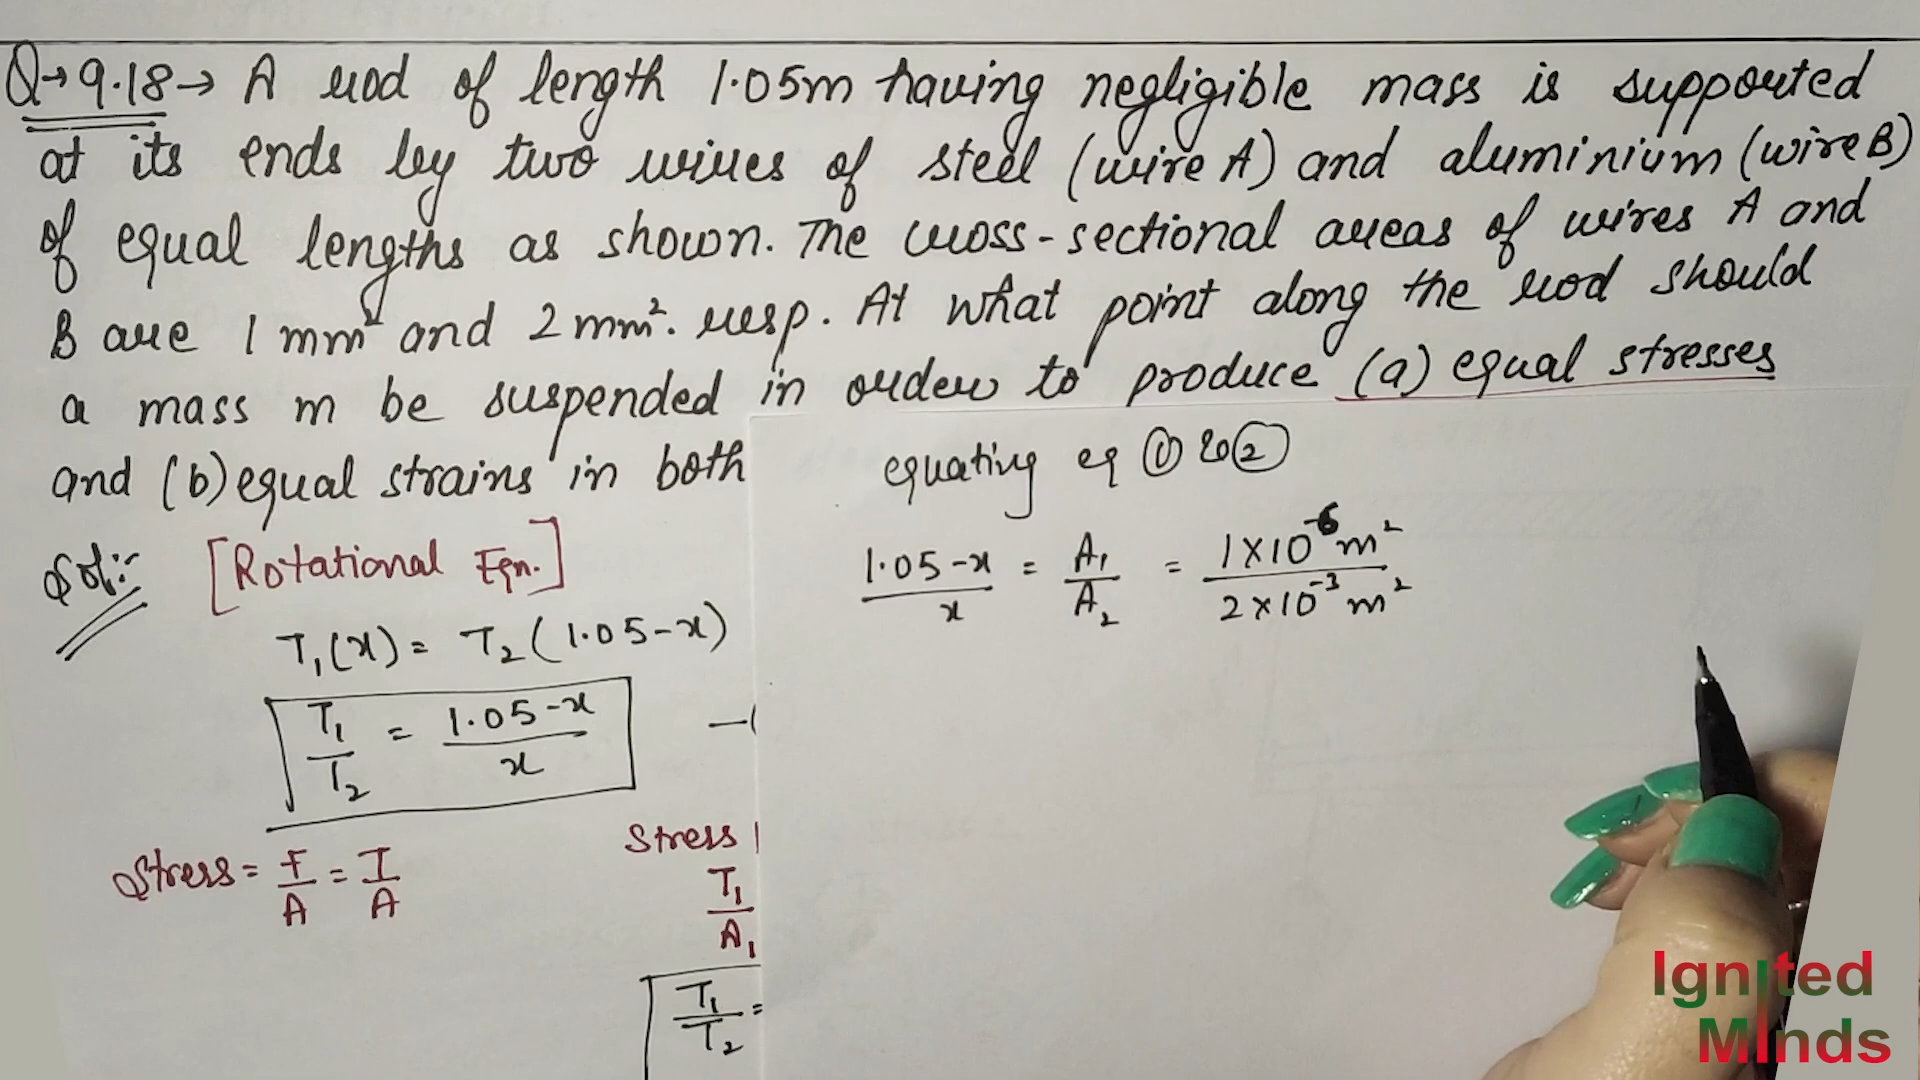 Q→9.18→ A rod of length 1.05m having negligible mass is supported
at its ends by two wires of steel (wire A) and aluminium (wire B)
of equal lengths as shown. The cross-sectional areas of wires A and
B are 1 mm² and 2 mm². resp. At what point along the rod should
a mass m be suspended in order to produce (a) equal stresses
and (b) equal strains in both
Sol:-
[Rotational Eqn.]
T₁(x) = T₂(1.05-x)
T₁/T₂ = 1.05-x/x —(
Stress = F/A = T/A
Stress
T₁/A₁
T₁/T₂ =
equating eq ① & ②
1.05-x/x = A₁/A₂ = 1×10⁻⁶m²/2×10⁻³m²
Ignited
Minds